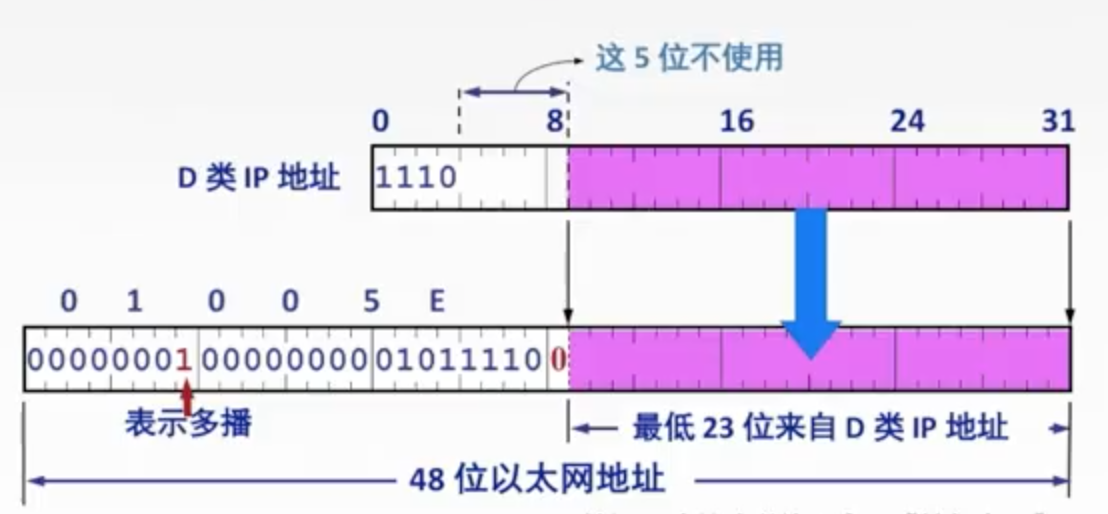 这 5 位不使用
0 8 16 24 31
D 类 IP 地址 1110
0 1 0 0 5 E
00000001 00000000 01011110 0
表示多播
最低 23 位来自 D 类 IP 地址
48 位以太网地址